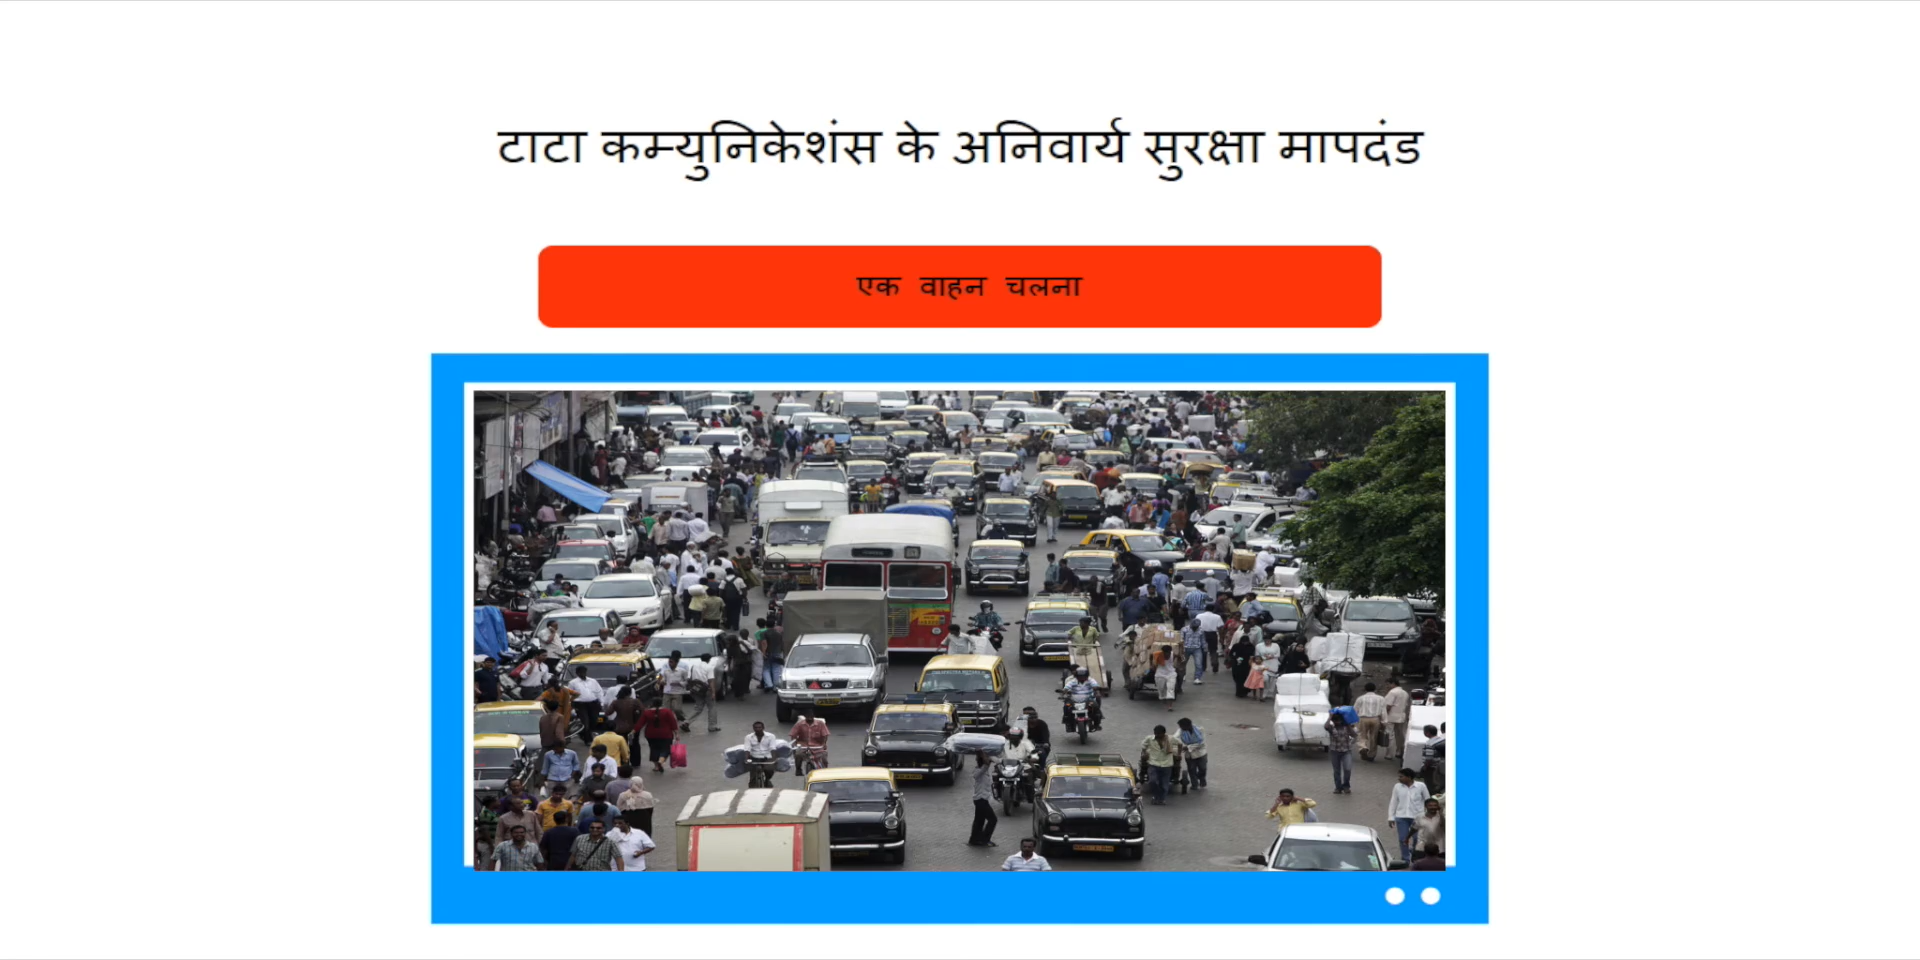 टाटा कम्युनिकेशंस के अनिवार्य सुरक्षा मापदंड
एक वाहन चलना